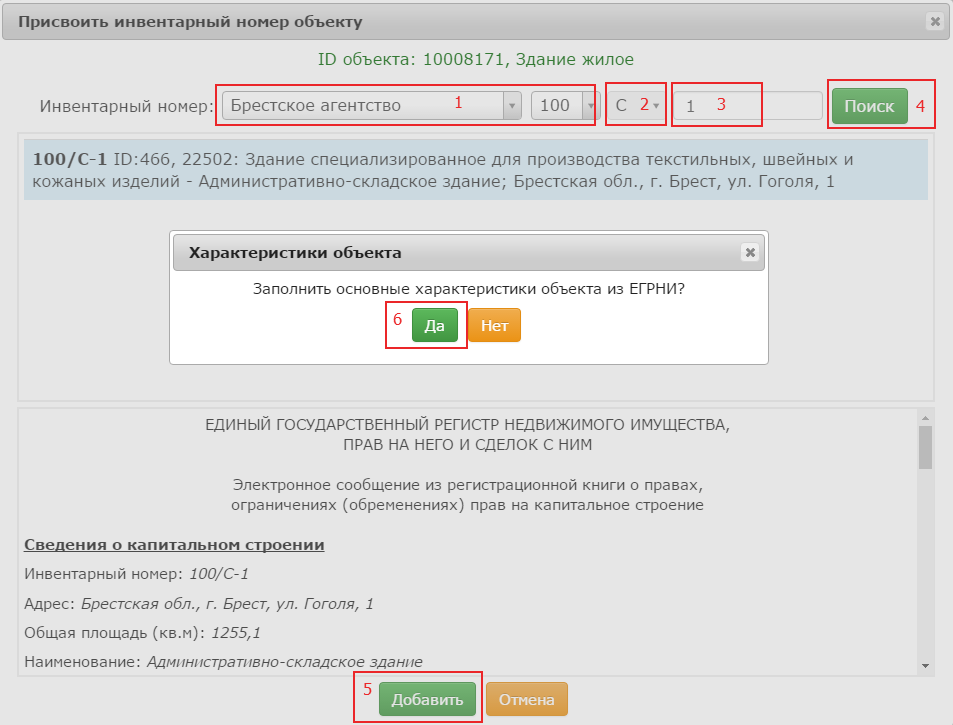 Присвоить инвентарный номер объекту
ID объекта: 10008171, Здание жилое
Инвентарный номер: Брестское агентство 1 100 С 2 1 3 Поиск 4
100/С-1 ID:466, 22502: Здание специализированное для производства текстильных, швейных и
кожаных изделий - Административно-складское здание; Брестская обл., г. Брест, ул. Гоголя, 1
Характеристики объекта
Заполнить основные характеристики объекта из ЕГРНИ?
6 Да Нет
ЕДИНЫЙ ГОСУДАРСТВЕННЫЙ РЕГИСТР НЕДВИЖИМОГО ИМУЩЕСТВА,
ПРАВ НА НЕГО И СДЕЛОК С НИМ
Электронное сообщение из регистрационной книги о правах,
ограничениях (обременениях) прав на капитальное строение
Сведения о капитальном строении
Инвентарный номер: 100/С-1
Адрес: Брестская обл., г. Брест, ул. Гоголя, 1
Общая площадь (кв.м): 1255,1
Наименование: Административно-складское здание
5 Добавить Отмена